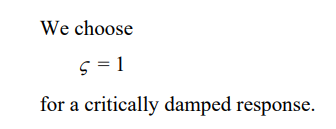 We choose
ς = 1
for a critically damped response.